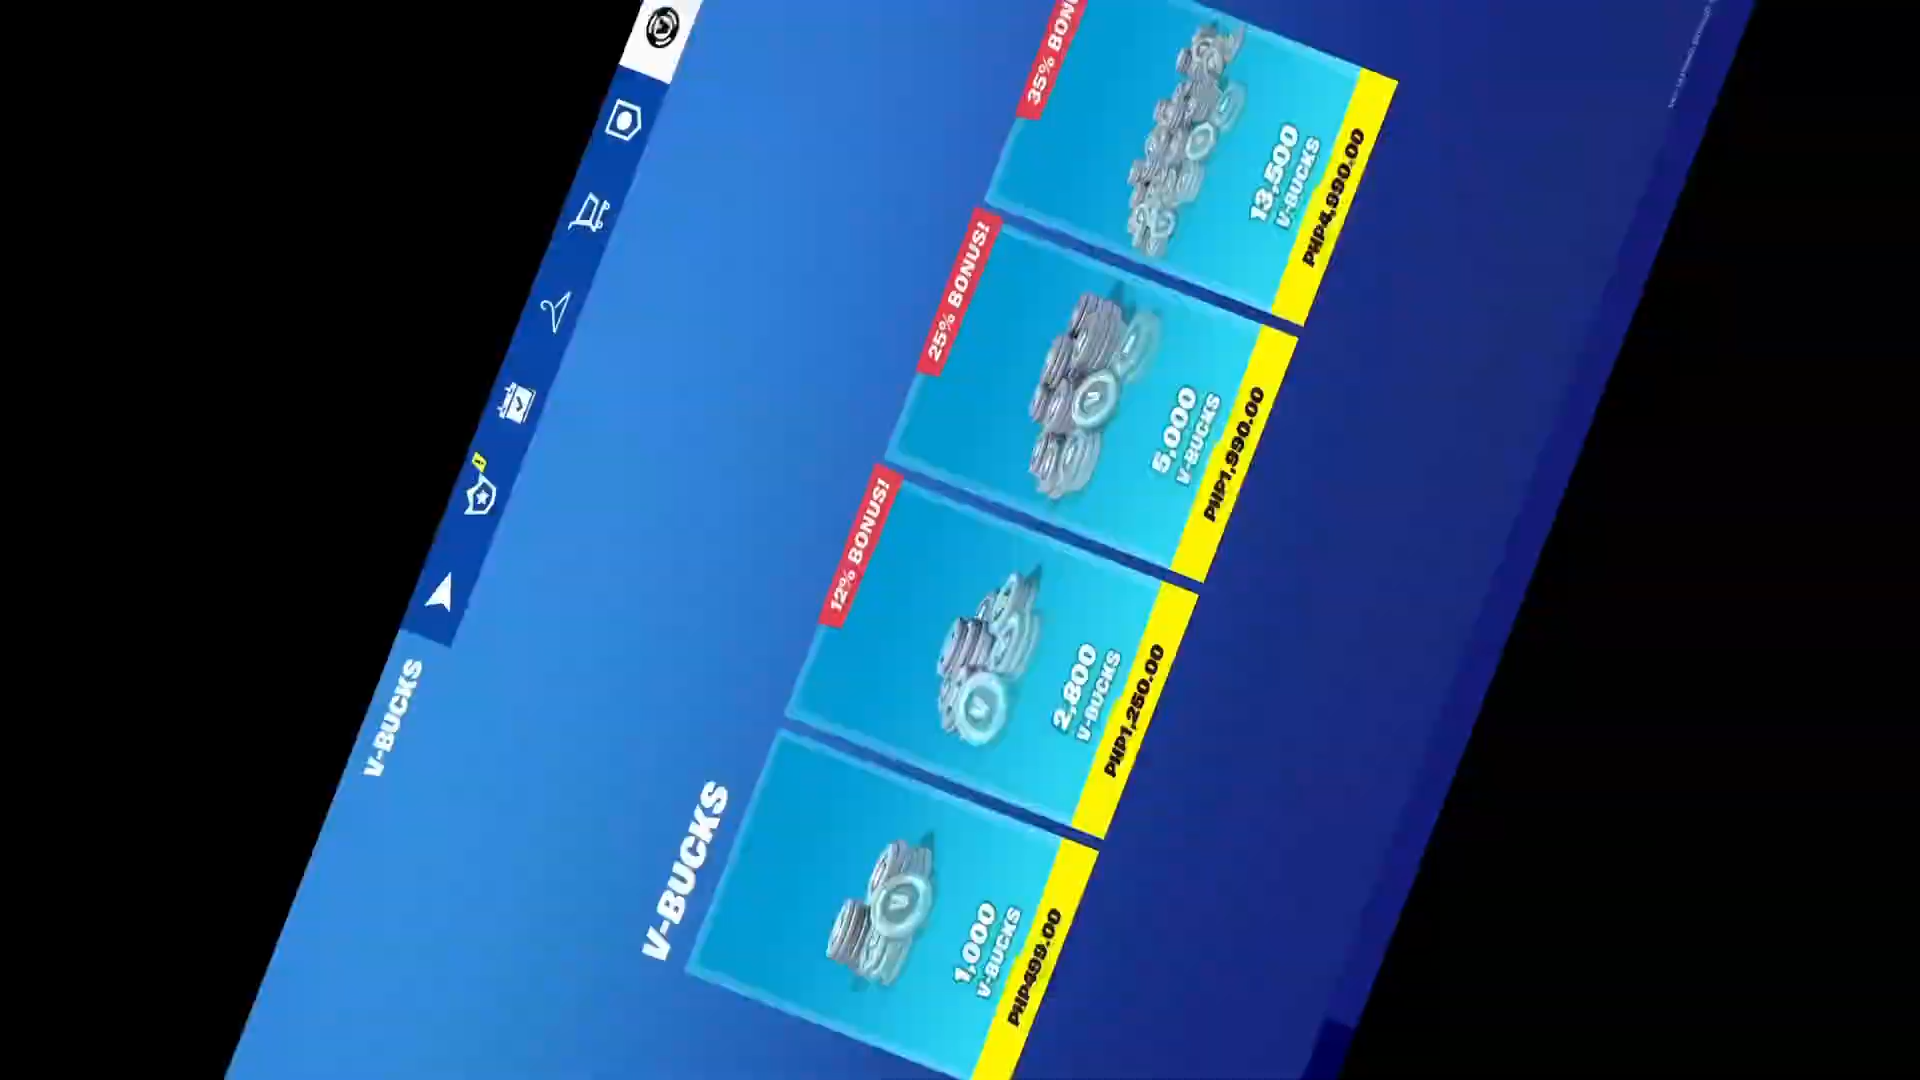 V-BUCKS
V-BUCKS
1,000
V-BUCKS
PHP499.00
12% BONUS!
2,800
V-BUCKS
PHP1,250.00
25% BONUS!
5,000
V-BUCKS
PHP1,990.00
35% BONU
13,500
V-BUCKS
PHP4,990.00